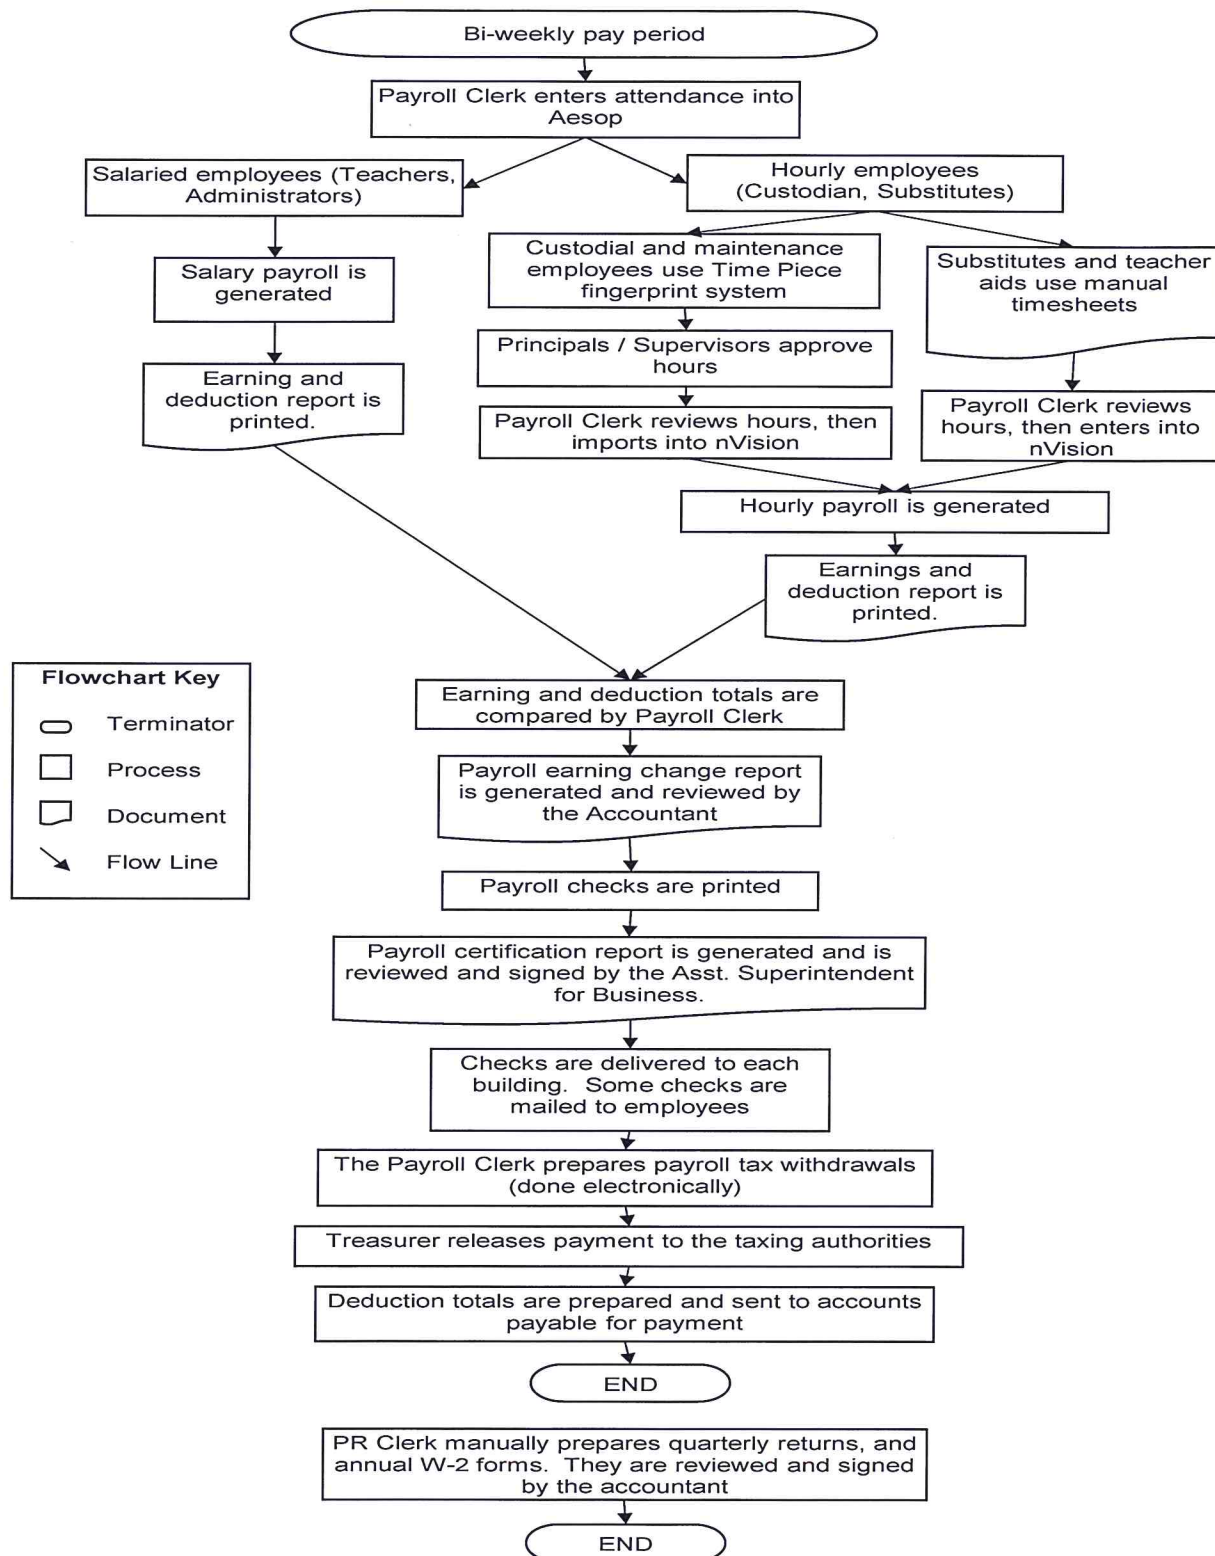 Bi-weekly pay period
Payroll Clerk enters attendance into
Aesop
Salaried employees (Teachers,
Administrators)
Hourly employees
(Custodian, Substitutes)
Salary payroll is
generated
Custodial and maintenance
employees use Time Piece
fingerprint system
Substitutes and teacher
aids use manual
timesheets
Principals / Supervisors approve
hours
Earning and
deduction report is
printed.
Payroll Clerk reviews hours, then
imports into nVision
Payroll Clerk reviews
hours, then enters into
nVision
Hourly payroll is generated
Earnings and
deduction report is
printed.
Flowchart Key
Terminator
Process
Document
Flow Line
Earning and deduction totals are
compared by Payroll Clerk
Payroll earning change report
is generated and reviewed by
the Accountant
Payroll checks are printed
Payroll certification report is generated and is
reviewed and signed by the Asst. Superintendent
for Business.
Checks are delivered to each
building. Some checks are
mailed to employees
The Payroll Clerk prepares payroll tax withdrawals
(done electronically)
Treasurer releases payment to the taxing authorities
Deduction totals are prepared and sent to accounts
payable for payment
END
PR Clerk manually prepares quarterly returns, and
annual W-2 forms. They are reviewed and signed
by the accountant
END